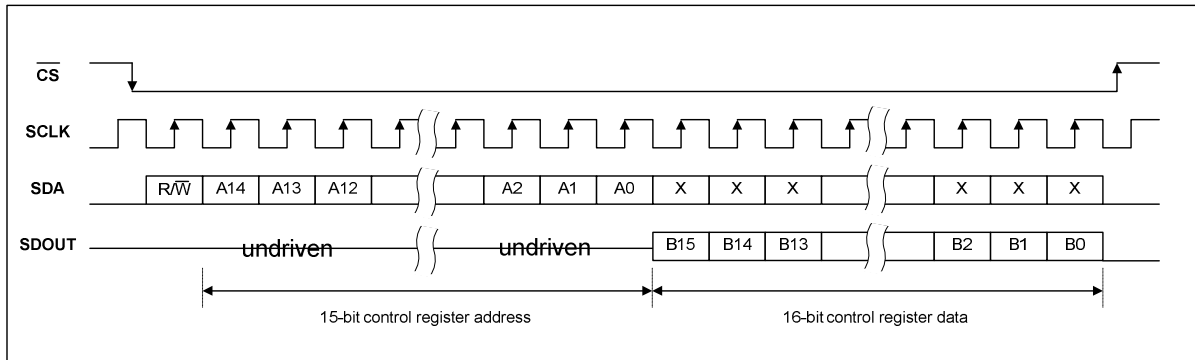 CS
SCLK
SDA R/W A14 A13 A12 A2 A1 A0 X X X X X X
SDOUT undriven undriven B15 B14 B13 B2 B1 B0
15-bit control register address 16-bit control register data